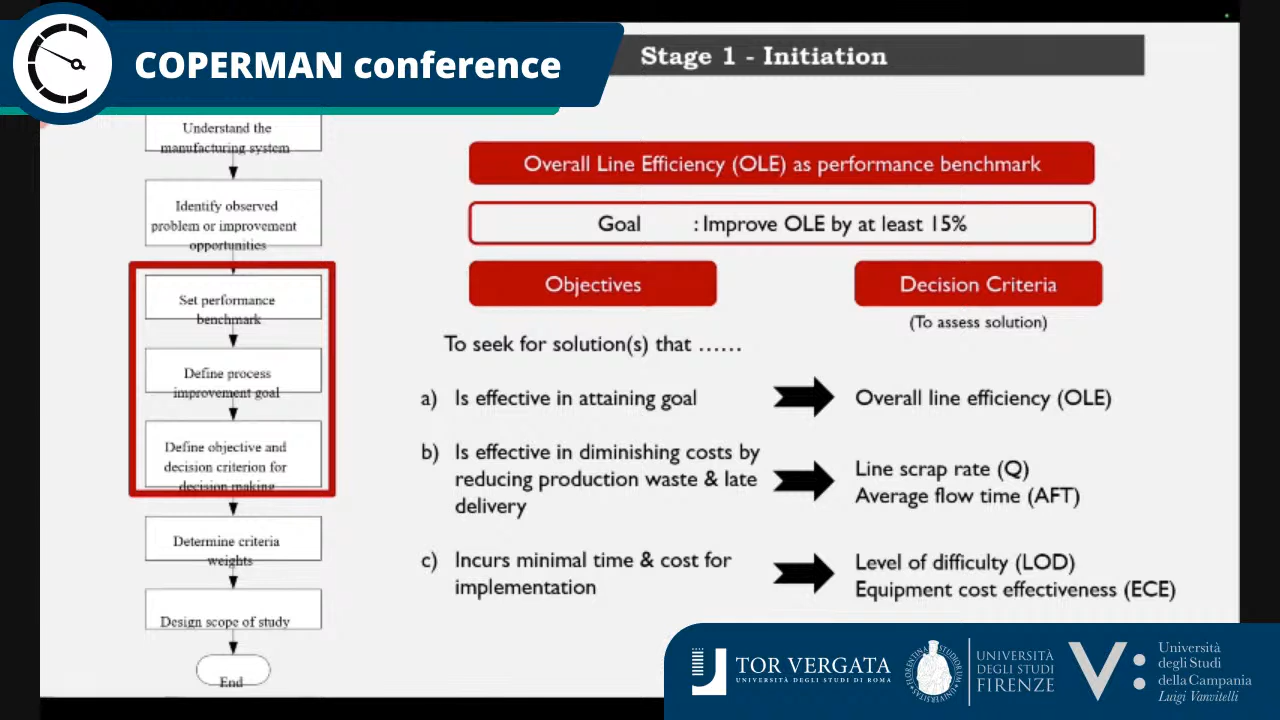 COPERMAN conference
Stage 1 - Initiation
Understand the
manufacturing system
Identify observed
problem or improvement
opportunities
Set performance
benchmark
Define process
improvement goal
Define objective and
decision criterion for
decision making
Determine criteria
weights
Design scope of study
End
Overall Line Efficiency (OLE) as performance benchmark
Goal : Improve OLE by at least 15%
Objectives
Decision Criteria
(To assess solution)
To seek for solution(s) that ……
a) Is effective in attaining goal
Overall line efficiency (OLE)
b) Is effective in diminishing costs by
reducing production waste & late
delivery
Line scrap rate (Q)
Average flow time (AFT)
c) Incurs minimal time & cost for
implementation
Level of difficulty (LOD)
Equipment cost effectiveness (ECE)
TOR VERGATA
UNIVERSITÀ DEGLI STUDI DI ROMA
UNIVERSITÀ
DEGLI STUDI
FIRENZE
V:
Università
degli Studi
della Campania
Luigi Vanvitelli